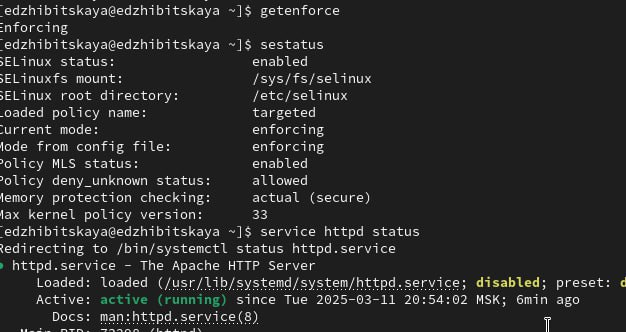 [edzhibitskaya@edzhibitskaya ~]$ getenforce
Enforcing
[edzhibitskaya@edzhibitskaya ~]$ sestatus
SELinux status:                 enabled
SELinuxfs mount:                /sys/fs/selinux
SELinux root directory:         /etc/selinux
Loaded policy name:             targeted
Current mode:                   enforcing
Mode from config file:          enforcing
Policy MLS status:              enabled
Policy deny_unknown status:     allowed
Memory protection checking:     actual (secure)
Max kernel policy version:      33
[edzhibitskaya@edzhibitskaya ~]$ service httpd status
Redirecting to /bin/systemctl status httpd.service
● httpd.service - The Apache HTTP Server
     Loaded: loaded (/usr/lib/systemd/system/httpd.service; disabled; preset: d
     Active: active (running) since Tue 2025-03-11 20:54:02 MSK; 6min ago
       Docs: man:httpd.service(8)